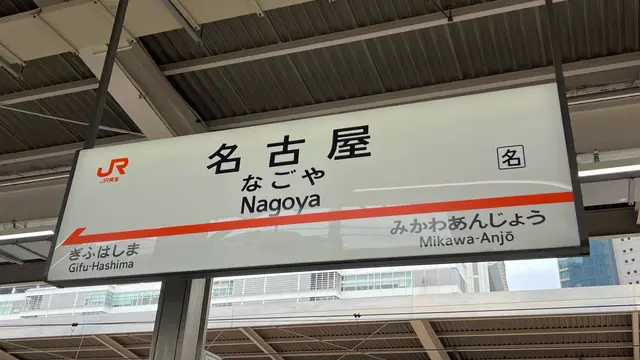 JR
JR東海
名古屋
なごや
Nagoya
名
ぎふはしま
Gifu-Hashima
みかわあんじょう
Mikawa-Anjō